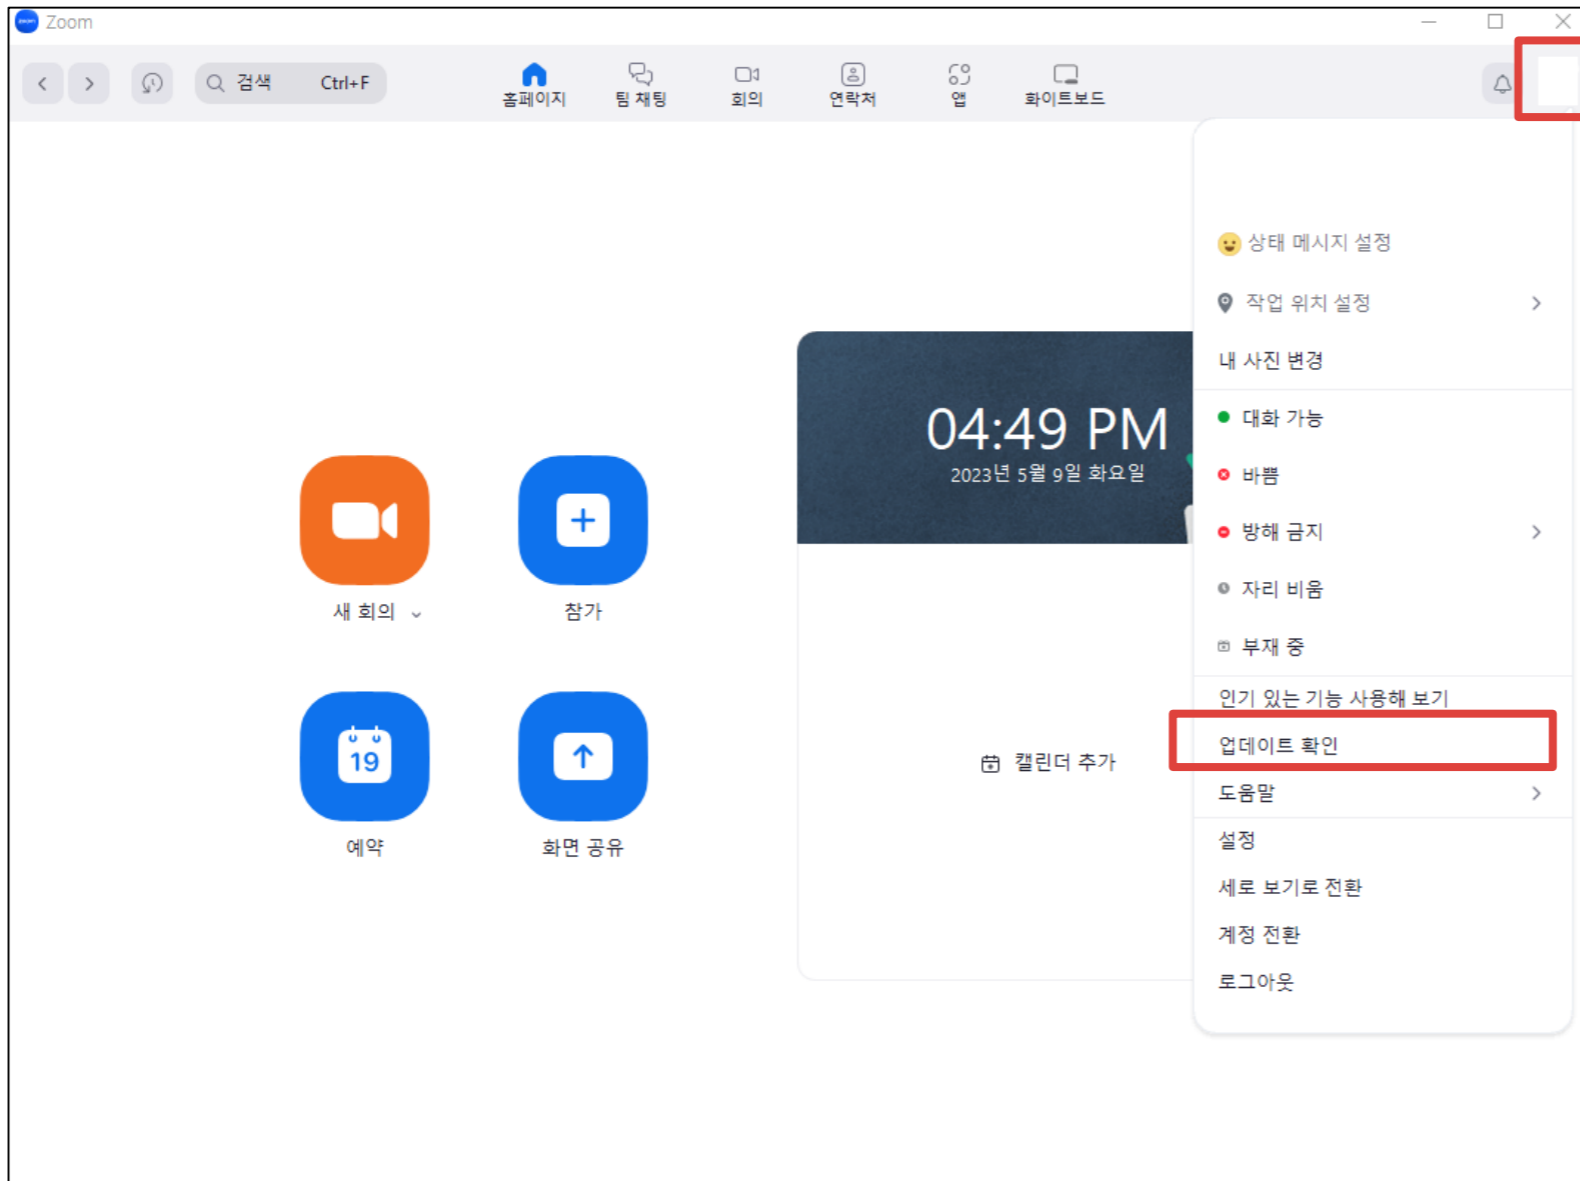 Zoom
검색 Ctrl+F
홈페이지
팀 채팅
회의
연락처
앱
화이트보드
새 회의
참가
19
예약
화면 공유
04:49 PM
2023년 5월 9일 화요일
캘린더 추가
상태 메시지 설정
작업 위치 설정
내 사진 변경
대화 가능
바쁨
방해 금지
자리 비움
부재 중
인기 있는 기능 사용해 보기
업데이트 확인
도움말
설정
세로 보기로 전환
계정 전환
로그아웃